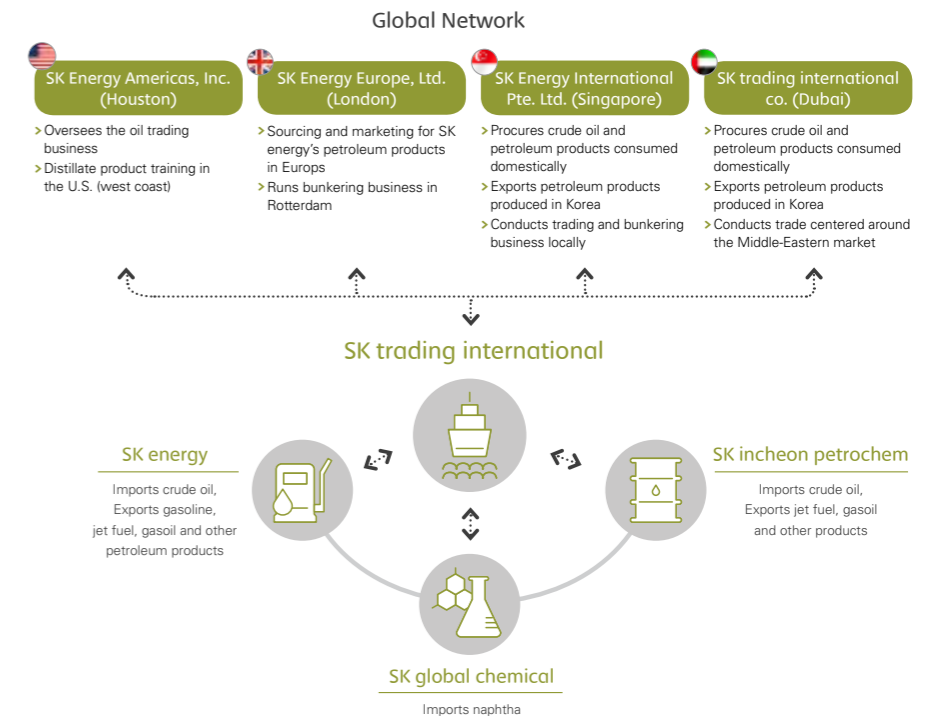 Global Network
SK Energy Americas, Inc.
(Houston)
> Oversees the oil trading
business
> Distillate product training in
the U.S. (west coast)
SK Energy Europe, Ltd.
(London)
> Sourcing and marketing for SK
energy's petroleum products
in Europs
> Runs bunkering business in
Rotterdam
SK Energy International
Pte. Ltd. (Singapore)
> Procures crude oil and
petroleum products consumed
domestically
> Exports petroleum products
produced in Korea
> Conducts trading and bunkering
business locally
SK trading international
co. (Dubai)
> Procures crude oil and
petroleum products consumed
domestically
> Exports petroleum products
produced in Korea
> Conducts trade centered around
the Middle-Eastern market
SK trading international
SK energy
Imports crude oil,
Exports gasoline,
jet fuel, gasoil and other
petroleum products
SK incheon petrochem
Imports crude oil,
Exports jet fuel, gasoil
and other products
SK global chemical
Imports naphtha